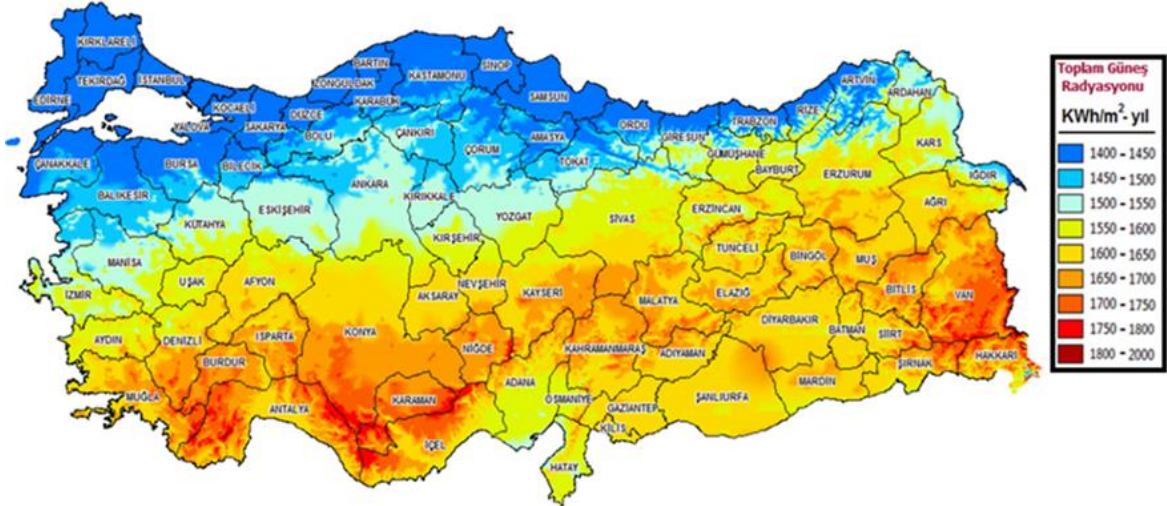 KIRKLARELİ
TEKİRDAĞ
İSTANBUL
EDİRNE
KOCAELİ
YALOVA
SAKARYA
DÜZCE
BOLU
ZONGULDAK
BARTIN
KARABÜK
KASTAMONU
SİNOP
SAMSUN
ÇANKIRI
ÇORUM
AMASYA
TOKAT
ORDU
GİRESUN
TRABZON
RİZE
ARTVİN
ARDAHAN
GÜMÜŞHANE
BAYBURT
ERZURUM
KARS
IĞDIR
AĞRI
ÇANAKKALE
BURSA
BİLECİK
BALIKESİR
KÜTAHYA
ESKİŞEHİR
ANKARA
KIRIKKALE
YOZGAT
SİVAS
ERZİNCAN
TUNCELİ
BİNGÖL
MUŞ
KIRŞEHİR
MANİSA
UŞAK
AFYON
İZMİR
AKSARAY
NEVŞEHİR
KAYSERİ
MALATYA
ELAZIĞ
BİTLİS
VAN
DİYARBAKIR
BATMAN
SİİRT
AYDIN
DENİZLİ
ISPARTA
BURDUR
KONYA
NİĞDE
KAHRAMANMARAŞ
ADIYAMAN
ŞIRNAK
HAKKARİ
MARDİN
MUĞLA
ANTALYA
KARAMAN
ADANA
OSMANİYE
GAZİANTEP
ŞANLIURFA
KİLİS
İÇEL
HATAY
Toplam Güneş
Radyasyonu
KWh/m²- yıl
1400 - 1450
1450 - 1500
1500 - 1550
1550 - 1600
1600 - 1650
1650 - 1700
1700 - 1750
1750 - 1800
1800 - 2000